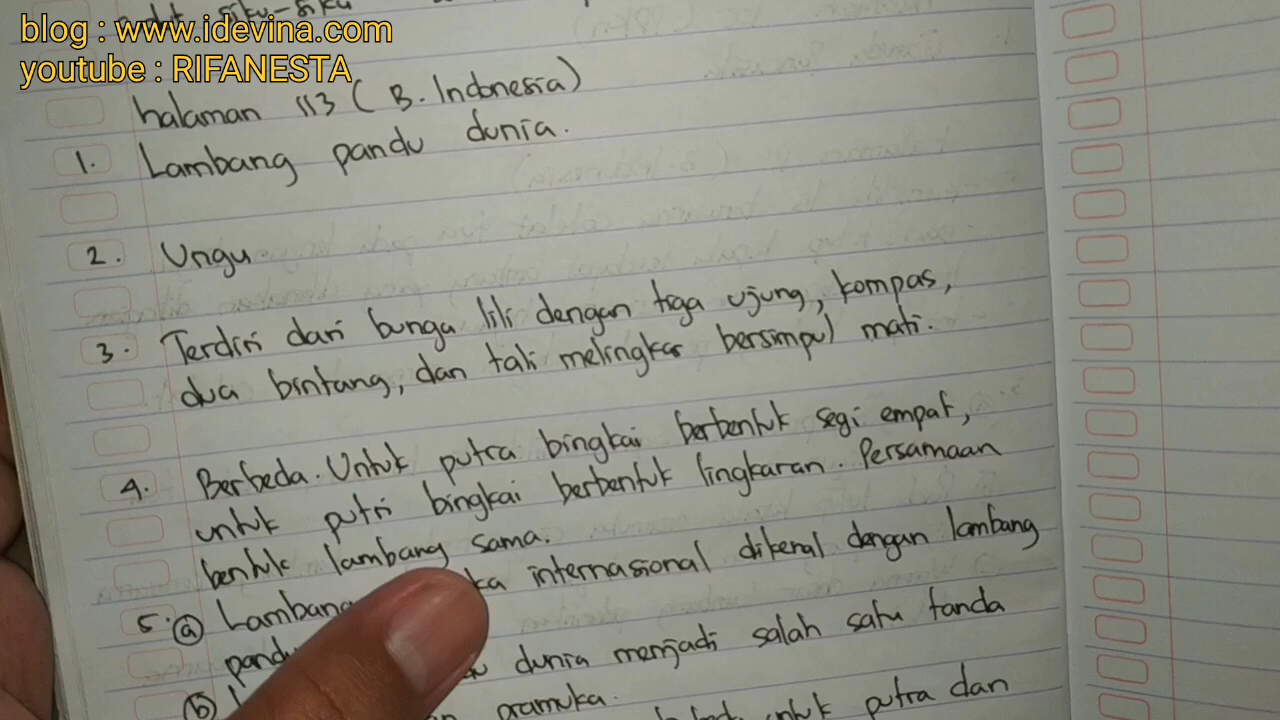 blog : www.idevina.com
youtube : RIFANESTA
siku-siku
halaman 113 ( B. Indonesia)
1. Lambang pandu dunia.
2. Ungu
3. Terdiri dari bunga lili dengan tiga ujung, kompas,
dua bintang, dan tali melingkar bersimpul mati.
4. Berbeda. Untuk putra bingkai berbentuk segi empat,
untuk putri bingkai berbentuk lingkaran. Persamaan
bentuk lambang sama.
5. a Lambang internasional dikenal dengan lambang
dunia menjadi salah satu tanda
b pramuka.
untuk putra dan